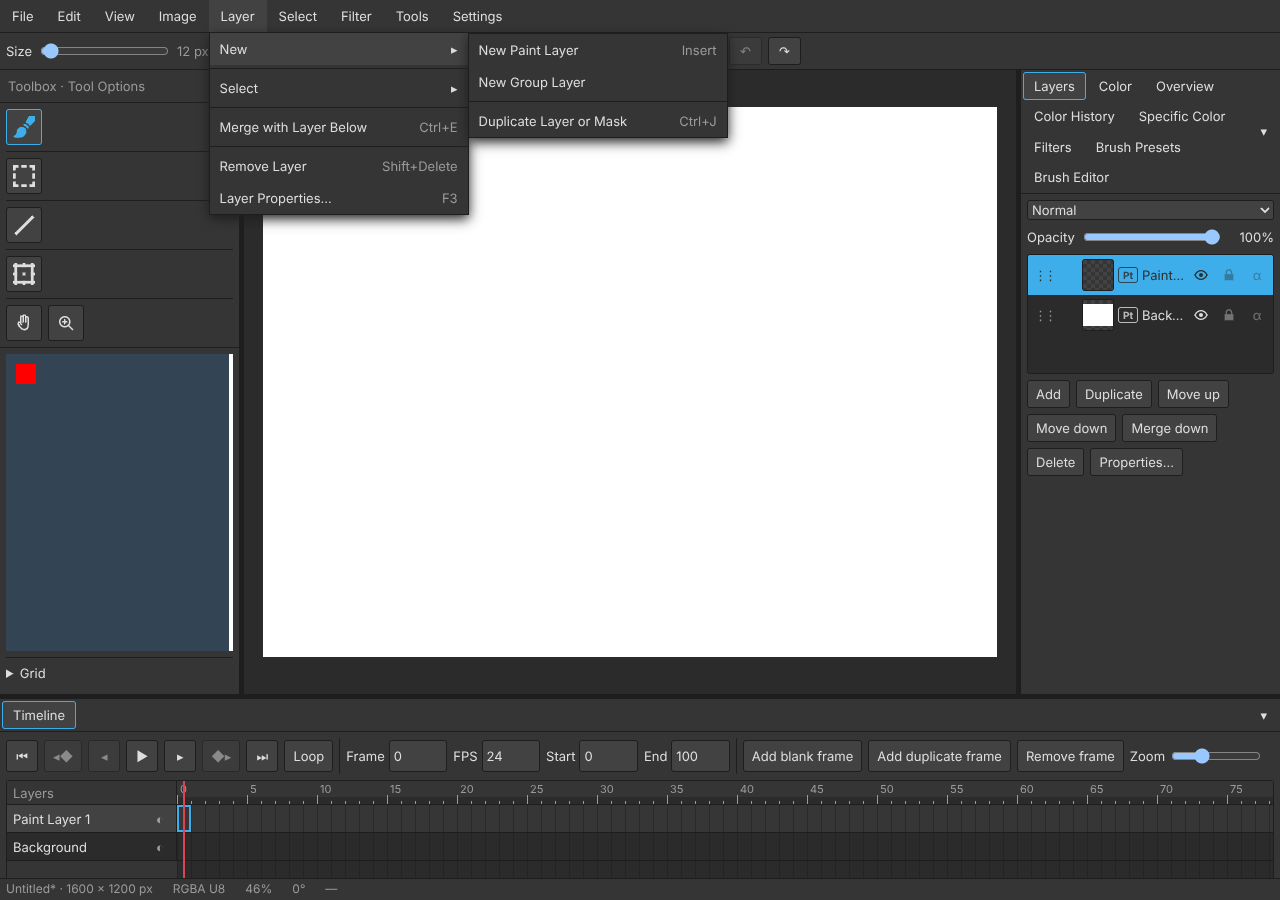 File Edit View Image Layer Select Filter Tools Settings
Size 12 px
New
Select
Merge with Layer Below Ctrl+E
Remove Layer Shift+Delete
Layer Properties... F3
New Paint Layer Insert
New Group Layer
Duplicate Layer or Mask Ctrl+J
Toolbox · Tool Options
Grid
Layers Color Overview
Color History Specific Color
Filters Brush Presets
Brush Editor
Normal
Opacity 100%
Pt Paint... α
Pt Back... α
Add Duplicate Move up
Move down Merge down
Delete Properties...
Timeline
Loop Frame 0 FPS 24 Start 0 End 100 Add blank frame Add duplicate frame Remove frame Zoom
Layers 0 5 10 15 20 25 30 35 40 45 50 55 60 65 70 75
Paint Layer 1
Background
Untitled* · 1600 × 1200 px RGBA U8 46% 0° —